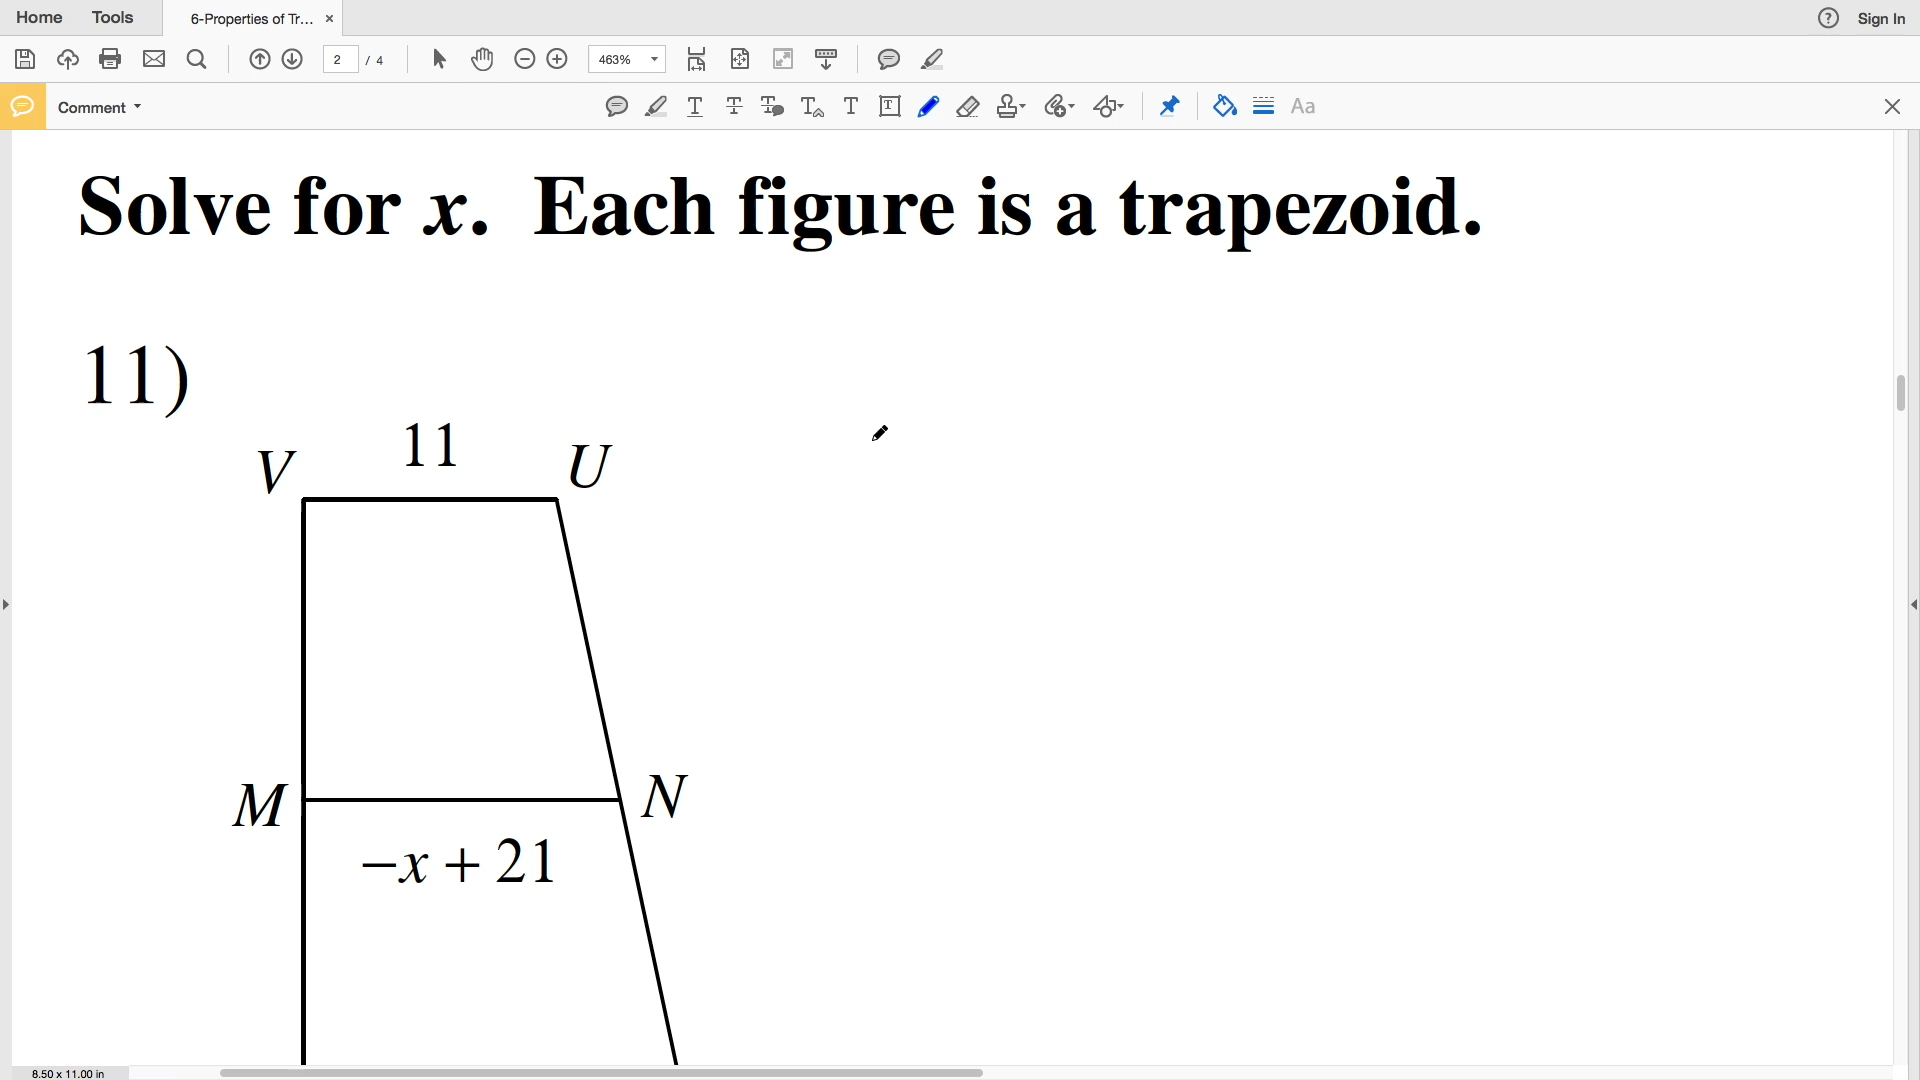 Home Tools 6-Properties of Tr... × ? Sign In
2 / 4 463%
Comment T T T T T T Aa
Solve for x. Each figure is a trapezoid.
11)
11
V U
M N
−x + 21
8.50 x 11.00 in